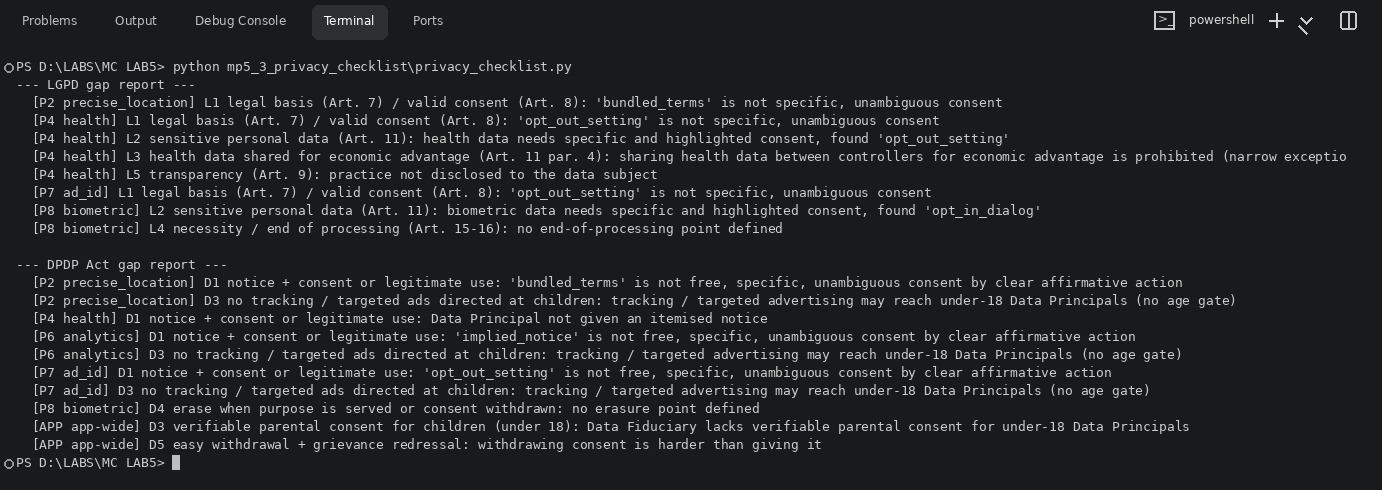 Problems Output Debug Console Terminal Ports powershell
PS D:\LABS\MC LAB5> python mp5_3_privacy_checklist\privacy_checklist.py
--- LGPD gap report ---
[P2 precise_location] L1 legal basis (Art. 7) / valid consent (Art. 8): 'bundled_terms' is not specific, unambiguous consent
[P4 health] L1 legal basis (Art. 7) / valid consent (Art. 8): 'opt_out_setting' is not specific, unambiguous consent
[P4 health] L2 sensitive personal data (Art. 11): health data needs specific and highlighted consent, found 'opt_out_setting'
[P4 health] L3 health data shared for economic advantage (Art. 11 par. 4): sharing health data between controllers for economic advantage is prohibited (narrow exceptio
[P4 health] L5 transparency (Art. 9): practice not disclosed to the data subject
[P7 ad_id] L1 legal basis (Art. 7) / valid consent (Art. 8): 'opt_out_setting' is not specific, unambiguous consent
[P8 biometric] L2 sensitive personal data (Art. 11): biometric data needs specific and highlighted consent, found 'opt_in_dialog'
[P8 biometric] L4 necessity / end of processing (Art. 15-16): no end-of-processing point defined
--- DPDP Act gap report ---
[P2 precise_location] D1 notice + consent or legitimate use: 'bundled_terms' is not free, specific, unambiguous consent by clear affirmative action
[P2 precise_location] D3 no tracking / targeted ads directed at children: tracking / targeted advertising may reach under-18 Data Principals (no age gate)
[P4 health] D1 notice + consent or legitimate use: Data Principal not given an itemised notice
[P6 analytics] D1 notice + consent or legitimate use: 'implied_notice' is not free, specific, unambiguous consent by clear affirmative action
[P6 analytics] D3 no tracking / targeted ads directed at children: tracking / targeted advertising may reach under-18 Data Principals (no age gate)
[P7 ad_id] D1 notice + consent or legitimate use: 'opt_out_setting' is not free, specific, unambiguous consent by clear affirmative action
[P7 ad_id] D3 no tracking / targeted ads directed at children: tracking / targeted advertising may reach under-18 Data Principals (no age gate)
[P8 biometric] D4 erase when purpose is served or consent withdrawn: no erasure point defined
[APP app-wide] D3 verifiable parental consent for children (under 18): Data Fiduciary lacks verifiable parental consent for under-18 Data Principals
[APP app-wide] D5 easy withdrawal + grievance redressal: withdrawing consent is harder than giving it
PS D:\LABS\MC LAB5>